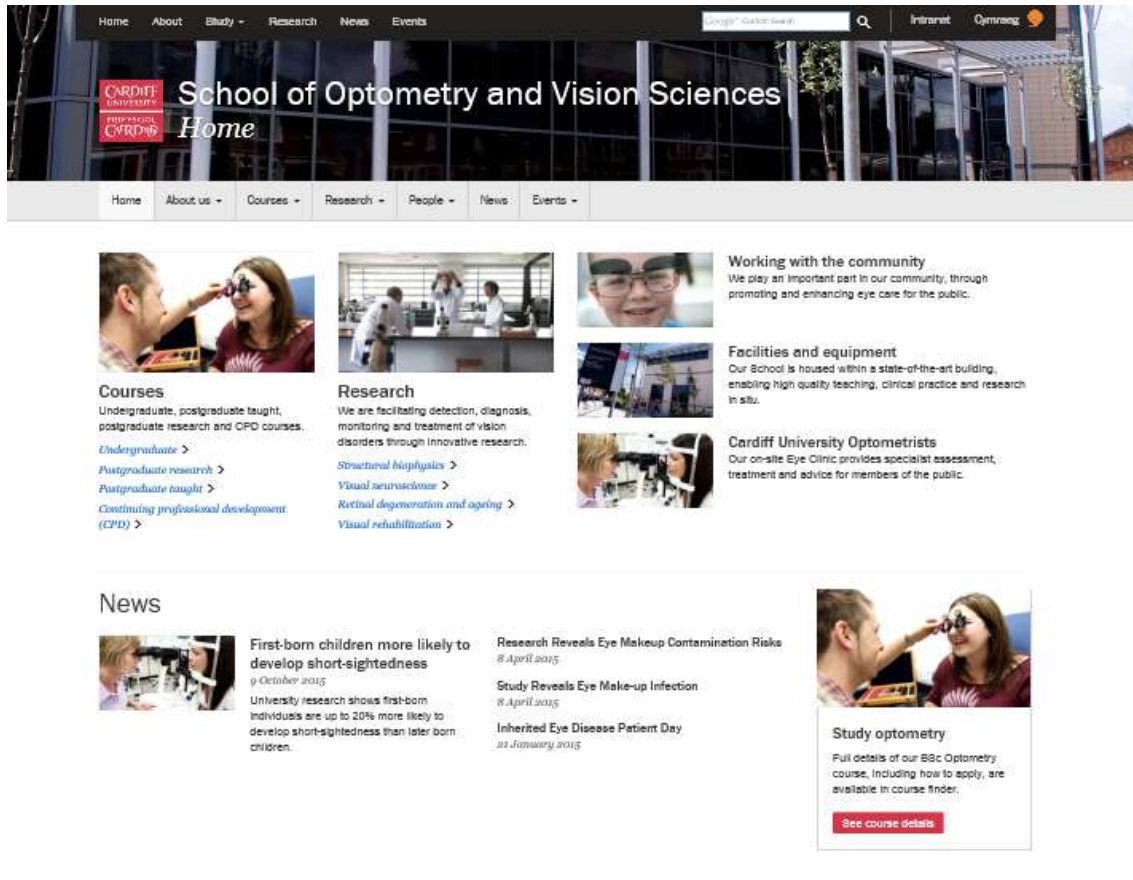 Home About Study Research News Events
Google™ Custom Search
Intranet Cymraeg
CARDIFF
UNIVERSITY
PRIFYSGOL
CAERDYDD
School of Optometry and Vision Sciences
Home
Home About us Courses Research People News Events
Courses
Undergraduate, postgraduate taught,
postgraduate research and CPD courses.
Undergraduate >
Postgraduate research >
Postgraduate taught >
Continuing professional development
(CPD) >
Research
We are facilitating detection, diagnosis,
monitoring and treatment of vision
disorders through innovative research.
Structural biophysics >
Visual neuroscience >
Retinal degeneration and ageing >
Visual rehabilitation >
Working with the community
We play an important part in our community, through
promoting and enhancing eye care for the public.
Facilities and equipment
Our School is housed within a state-of-the-art building,
enabling high quality teaching, clinical practice and research
in situ.
Cardiff University Optometrists
Our on-site Eye Clinic provides specialist assessment,
treatment and advice for members of the public.
News
First-born children more likely to
develop short-sightedness
9 October 2015
University research shows first-born
individuals are up to 20% more likely to
develop short-sightedness than later born
children.
Research Reveals Eye Makeup Contamination Risks
8 April 2015
Study Reveals Eye Make-up Infection
8 April 2015
Inherited Eye Disease Patient Day
21 January 2015
Study optometry
Full details of our BSc Optometry
course, including how to apply, are
available in course finder.
See course details